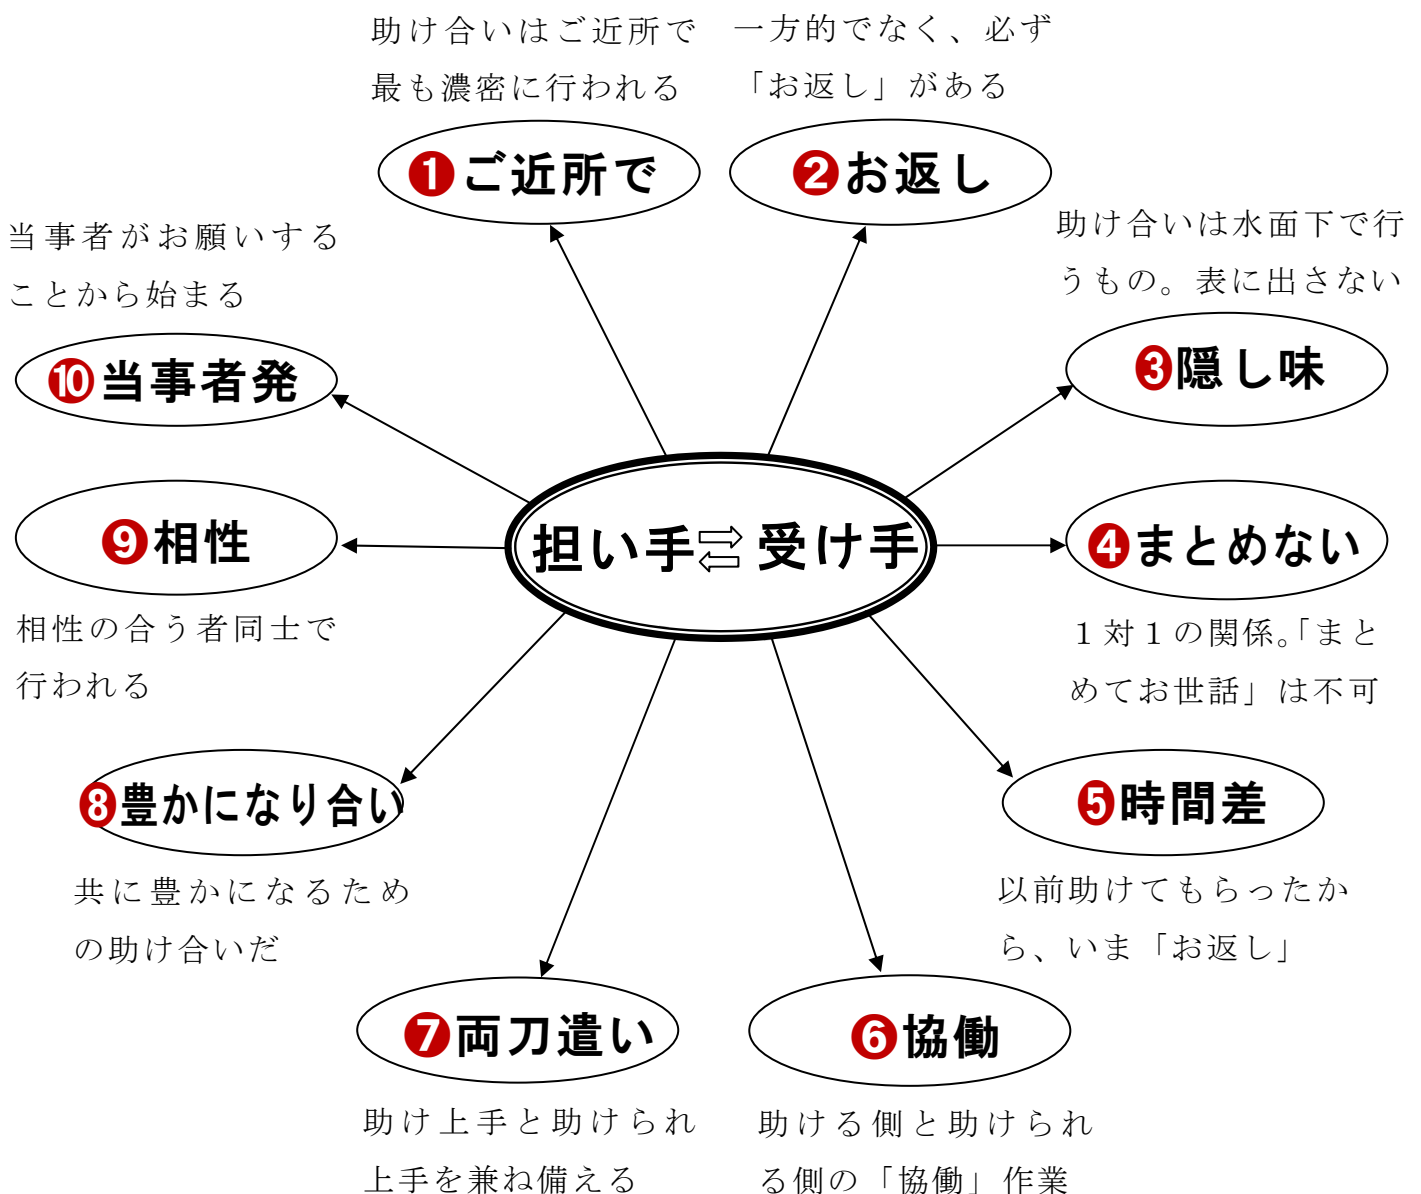 助け合いはご近所で
最も濃密に行われる
❶ご近所で
一方的でなく、必ず
「お返し」がある
❷お返し
助け合いは水面下で行
うもの。表に出さない
❸隠し味
❹まとめない
１対１の関係。「まと
めてお世話」は不可
❺時間差
以前助けてもらったか
ら、いま「お返し」
❻協働
助ける側と助けられ
る側の「協働」作業
❼両刀遣い
助け上手と助けられ
上手を兼ね備える
❽豊かになり合い
共に豊かになるため
の助け合いだ
❾相性
相性の合う者同士で
行われる
当事者がお願いする
ことから始まる
❿当事者発
担い手⇄受け手